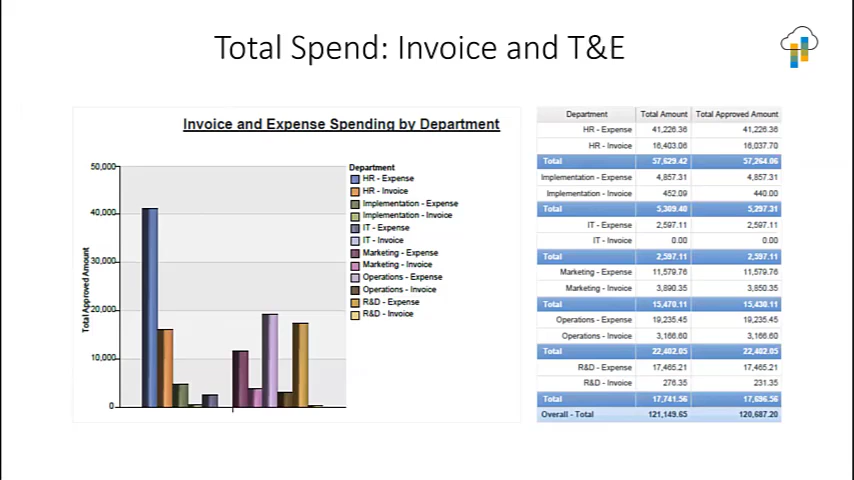 Total Spend: Invoice and T&E
Invoice and Expense Spending by Department
50,000
40,000
30,000
20,000
10,000
0
Total Approved Amount
Department
HR - Expense
HR - Invoice
Implementation - Expense
Implementation - Invoice
IT - Expense
IT - Invoice
Marketing - Expense
Marketing - Invoice
Operations - Expense
Operations - Invoice
R&D - Expense
R&D - Invoice
Department Total Amount Total Approved Amount
HR - Expense 41,226.36 41,226.36
HR - Invoice 16,403.06 16,037.70
Total 57,629.42 57,264.06
Implementation - Expense 4,857.31 4,857.31
Implementation - Invoice 452.09 440.00
Total 5,309.40 5,297.31
IT - Expense 2,597.11 2,597.11
IT - Invoice 0.00 0.00
Total 2,597.11 2,597.11
Marketing - Expense 11,579.76 11,579.76
Marketing - Invoice 3,890.35 3,850.35
Total 15,470.11 15,430.11
Operations - Expense 19,235.45 19,235.45
Operations - Invoice 3,166.60 3,166.60
Total 22,402.05 22,402.05
R&D - Expense 17,465.21 17,465.21
R&D - Invoice 276.35 231.35
Total 17,741.56 17,696.56
Overall - Total 121,149.65 120,687.20